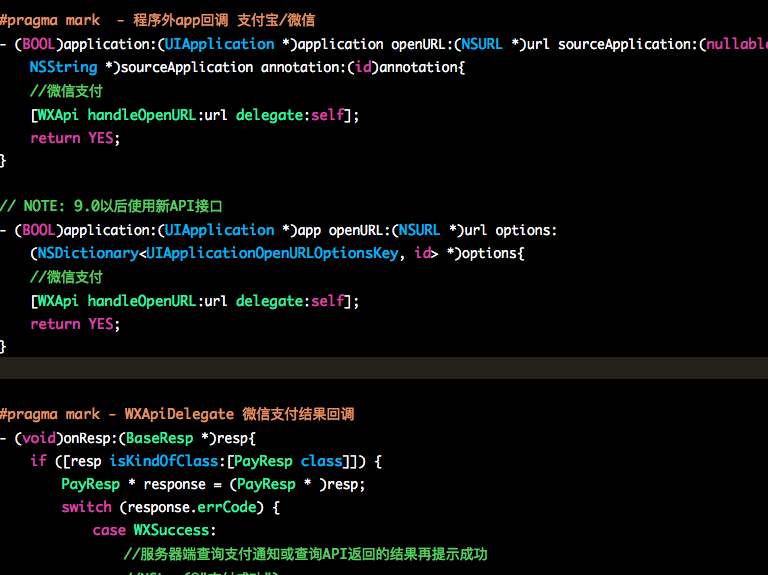 #pragma mark  - 程序外app回调 支付宝/微信
- (BOOL)application:(UIApplication *)application openURL:(NSURL *)url sourceApplication:(nullable
NSString *)sourceApplication annotation:(id)annotation{
//微信支付
[WXApi handleOpenURL:url delegate:self];
return YES;
}
// NOTE: 9.0以后使用新API接口
- (BOOL)application:(UIApplication *)app openURL:(NSURL *)url options:
(NSDictionary<UIApplicationOpenURLOptionsKey, id> *)options{
//微信支付
[WXApi handleOpenURL:url delegate:self];
return YES;
}
#pragma mark - WXApiDelegate 微信支付结果回调
- (void)onResp:(BaseResp *)resp{
if ([resp isKindOfClass:[PayResp class]]) {
PayResp * response = (PayResp * )resp;
switch (response.errCode) {
case WXSuccess:
//服务器端查询支付通知或查询API返回的结果再提示成功